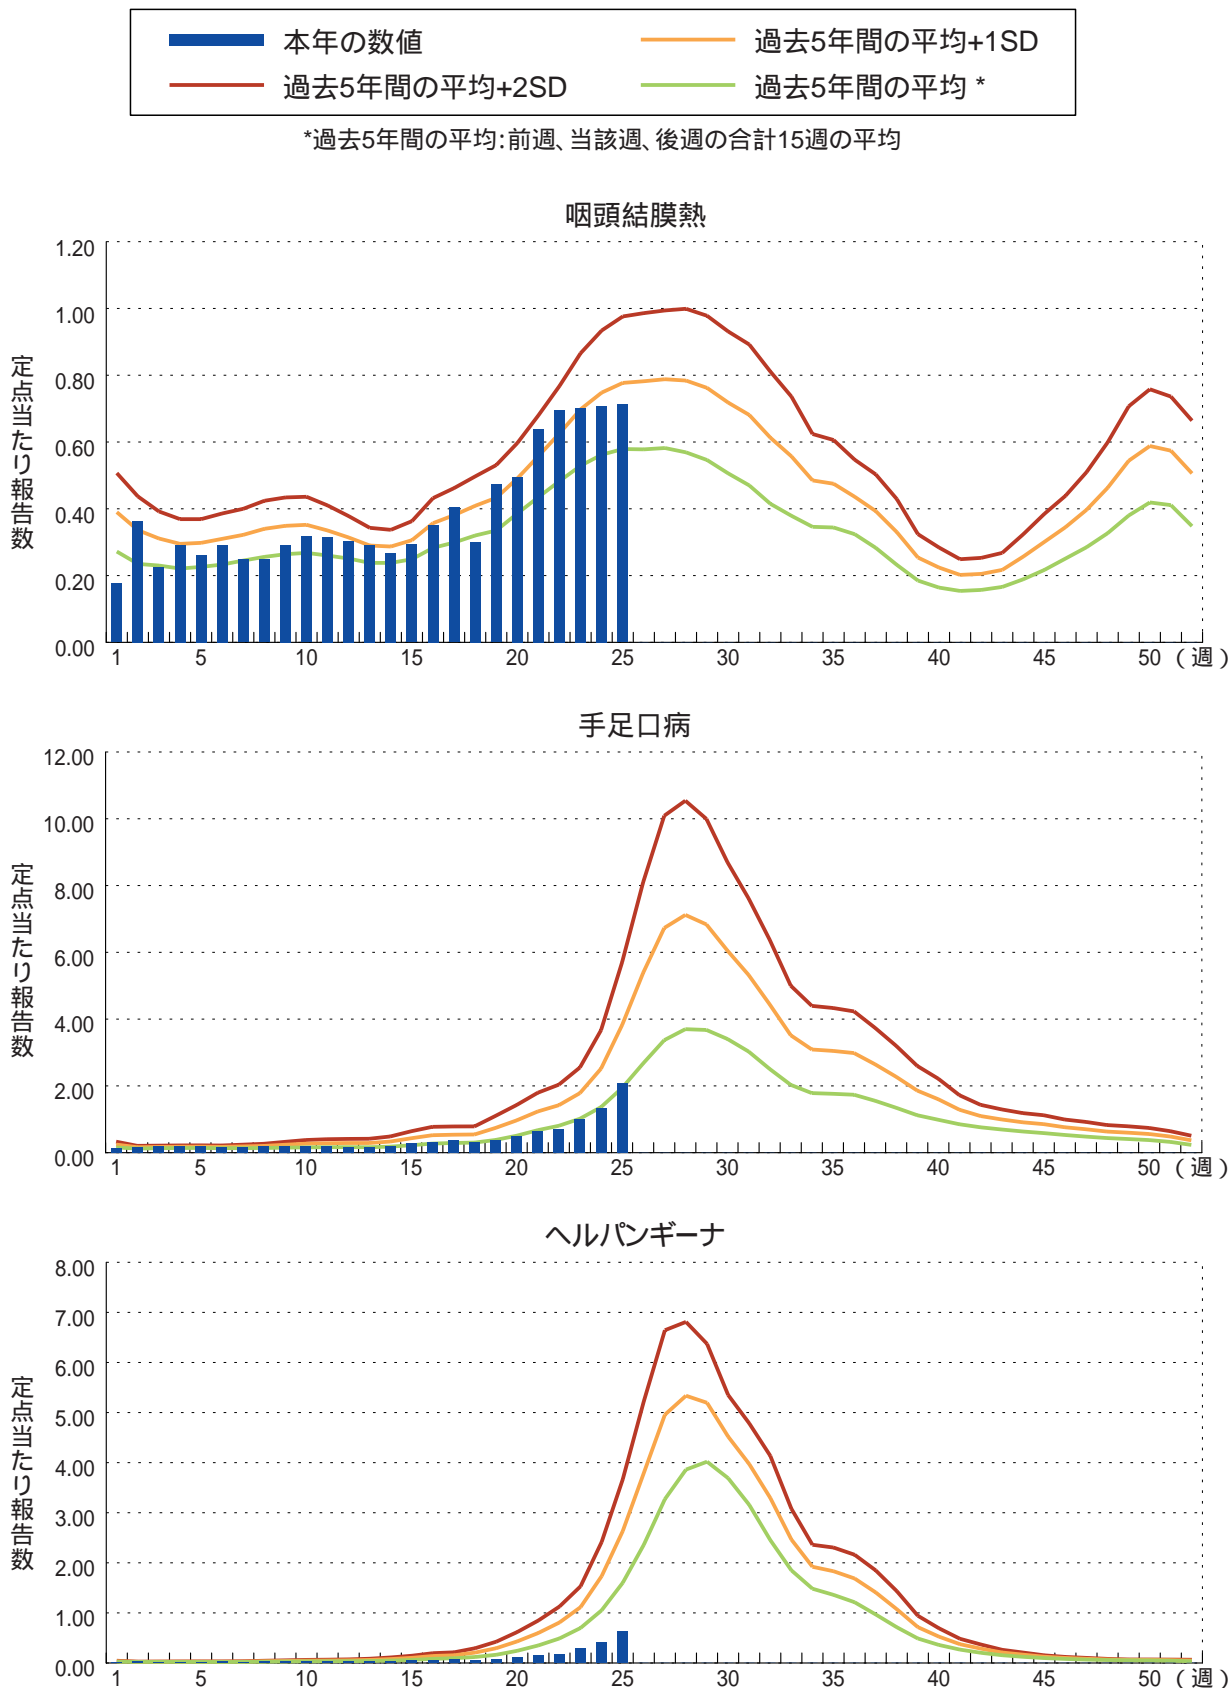 本年の数値
過去5年間の平均+1SD
過去5年間の平均+2SD
過去5年間の平均 *
*過去5年間の平均:前週、当該週、後週の合計15週の平均
咽頭結膜熱
定点当たり報告数
1.20
1.00
0.80
0.60
0.40
0.20
0.00
1 5 10 15 20 25 30 35 40 45 50 (週)
手足口病
定点当たり報告数
12.00
10.00
8.00
6.00
4.00
2.00
0.00
1 5 10 15 20 25 30 35 40 45 50 (週)
ヘルパンギーナ
定点当たり報告数
8.00
7.00
6.00
5.00
4.00
3.00
2.00
1.00
0.00
1 5 10 15 20 25 30 35 40 45 50 (週)